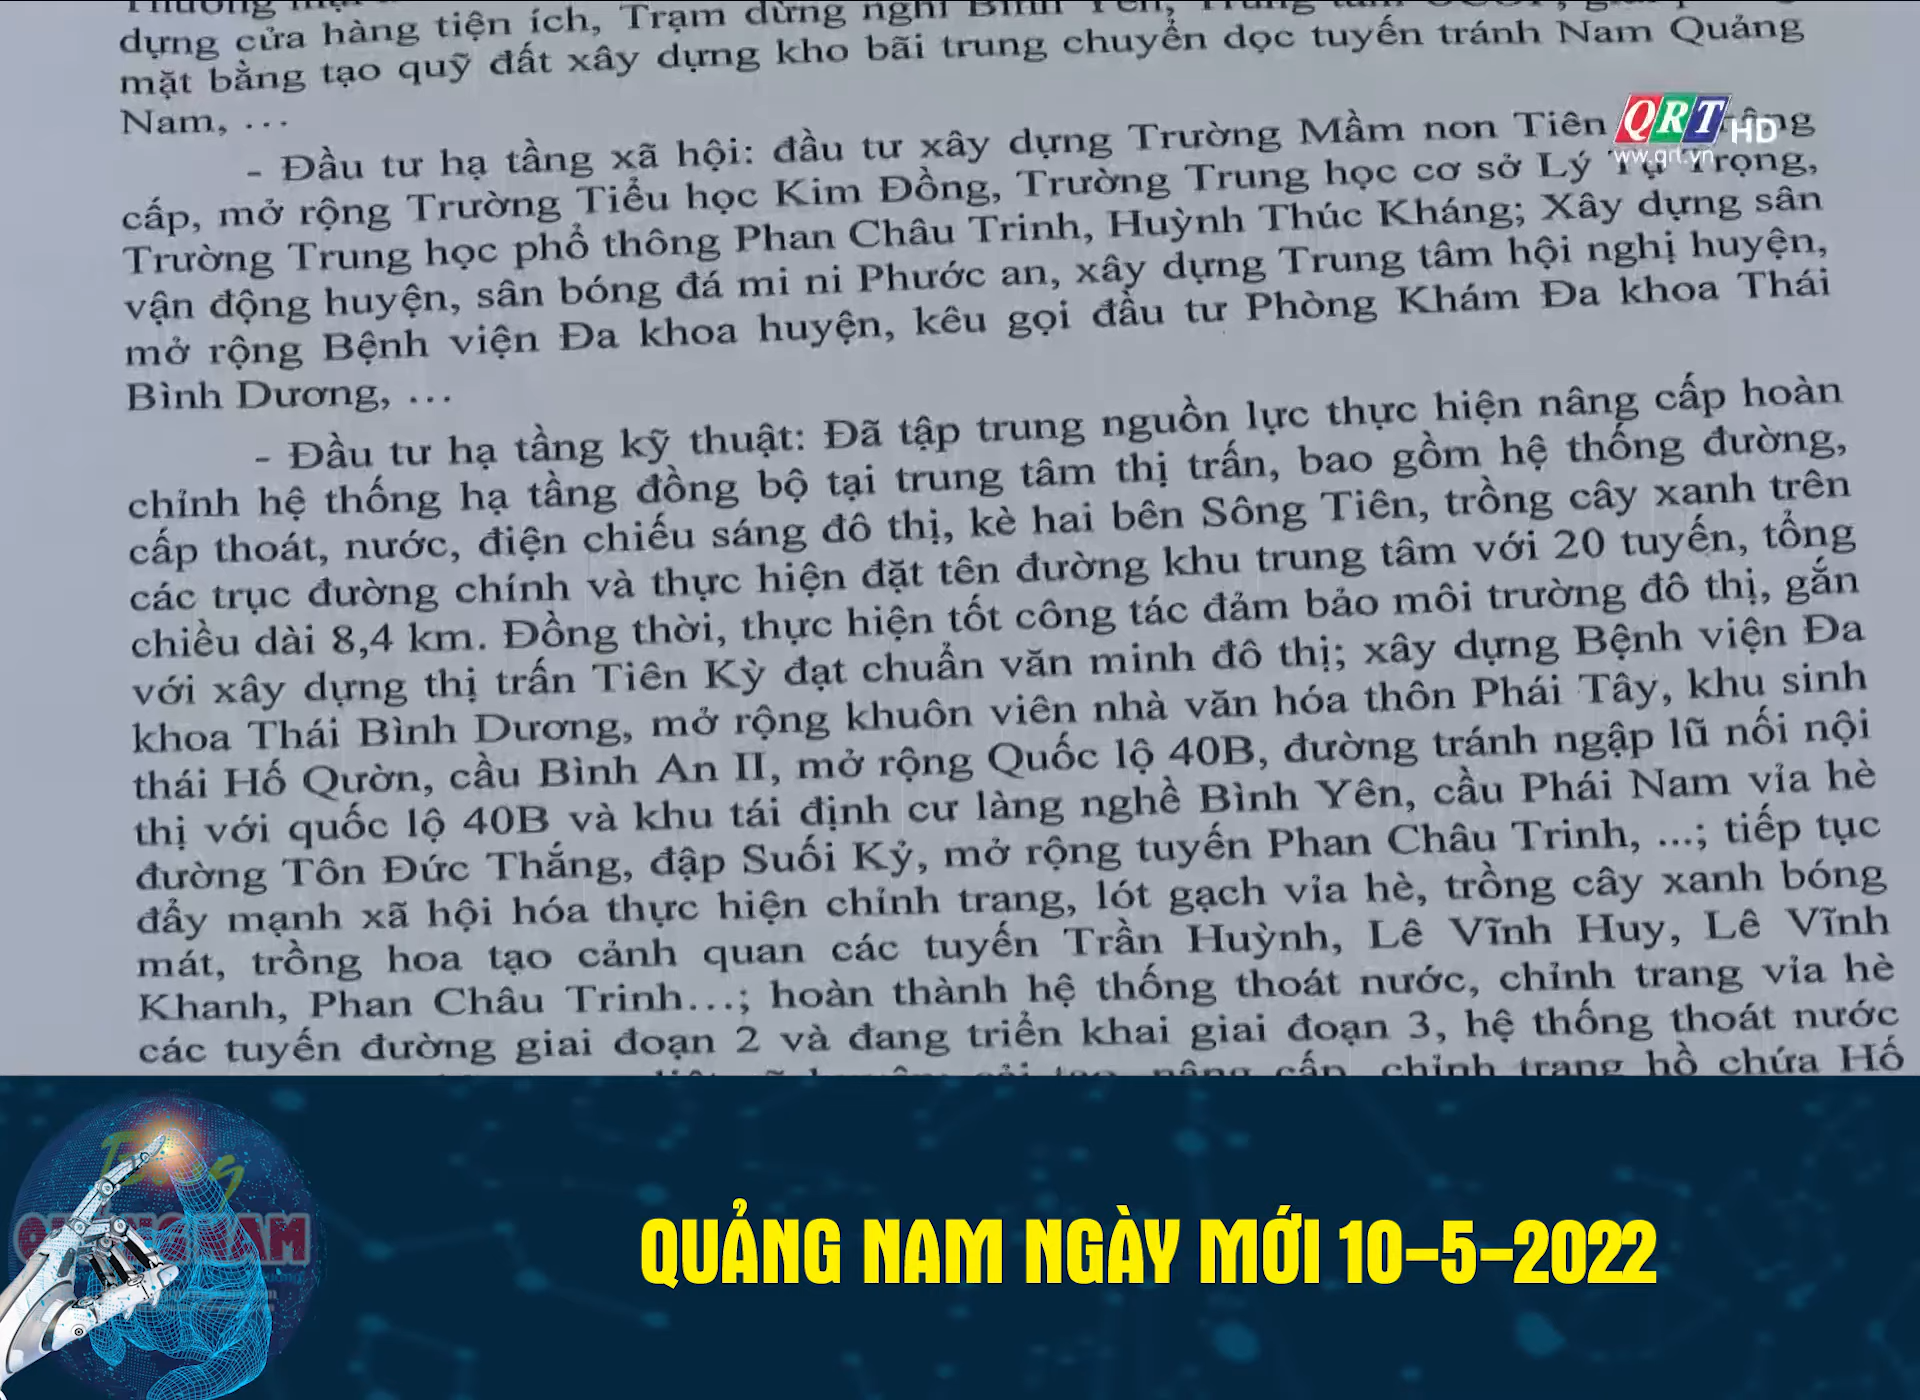 dựng cửa hàng tiện ích, Trạm dừng nghỉ Bình Yên,
mặt bằng tạo quỹ đất xây dựng kho bãi trung chuyển dọc tuyến tránh Nam Quảng
Nam, …
- Đầu tư hạ tầng xã hội: đầu tư xây dựng Trường Mầm non Tiên
cấp, mở rộng Trường Tiểu học Kim Đồng, Trường Trung học cơ sở Lý Tự Trọng,
Trường Trung học phổ thông Phan Châu Trinh, Huỳnh Thúc Kháng; Xây dựng sân
vận động huyện, sân bóng đá mi ni Phước an, xây dựng Trung tâm hội nghị huyện,
mở rộng Bệnh viện Đa khoa huyện, kêu gọi đầu tư Phòng Khám Đa khoa Thái
Bình Dương, …
- Đầu tư hạ tầng kỹ thuật: Đã tập trung nguồn lực thực hiện nâng cấp hoàn
chỉnh hệ thống hạ tầng đồng bộ tại trung tâm thị trấn, bao gồm hệ thống đường,
cấp thoát, nước, điện chiếu sáng đô thị, kè hai bên Sông Tiên, trồng cây xanh trên
các trục đường chính và thực hiện đặt tên đường khu trung tâm với 20 tuyến, tổng
chiều dài 8,4 km. Đồng thời, thực hiện tốt công tác đảm bảo môi trường đô thị, gắn
với xây dựng thị trấn Tiên Kỳ đạt chuẩn văn minh đô thị; xây dựng Bệnh viện Đa
khoa Thái Bình Dương, mở rộng khuôn viên nhà văn hóa thôn Phái Tây, khu sinh
thái Hố Quờn, cầu Bình An II, mở rộng Quốc lộ 40B, đường tránh ngập lũ nối nội
thị với quốc lộ 40B và khu tái định cư làng nghề Bình Yên, cầu Phái Nam vỉa hè
đường Tôn Đức Thắng, đập Suối Kỷ, mở rộng tuyến Phan Châu Trinh, …; tiếp tục
đẩy mạnh xã hội hóa thực hiện chỉnh trang, lót gạch vỉa hè, trồng cây xanh bóng
mát, trồng hoa tạo cảnh quan các tuyến Trần Huỳnh, Lê Vĩnh Huy, Lê Vĩnh
Khanh, Phan Châu Trinh…; hoàn thành hệ thống thoát nước, chỉnh trang vỉa hè
các tuyến đường giai đoạn 2 và đang triển khai giai đoạn 3, hệ thống thoát nước
nâng cấp, chỉnh trang hồ chứa Hố
QRT HD
www.qrt.vn
QUẢNG NAM
QUẢNG NAM NGÀY MỚI 10-5-2022